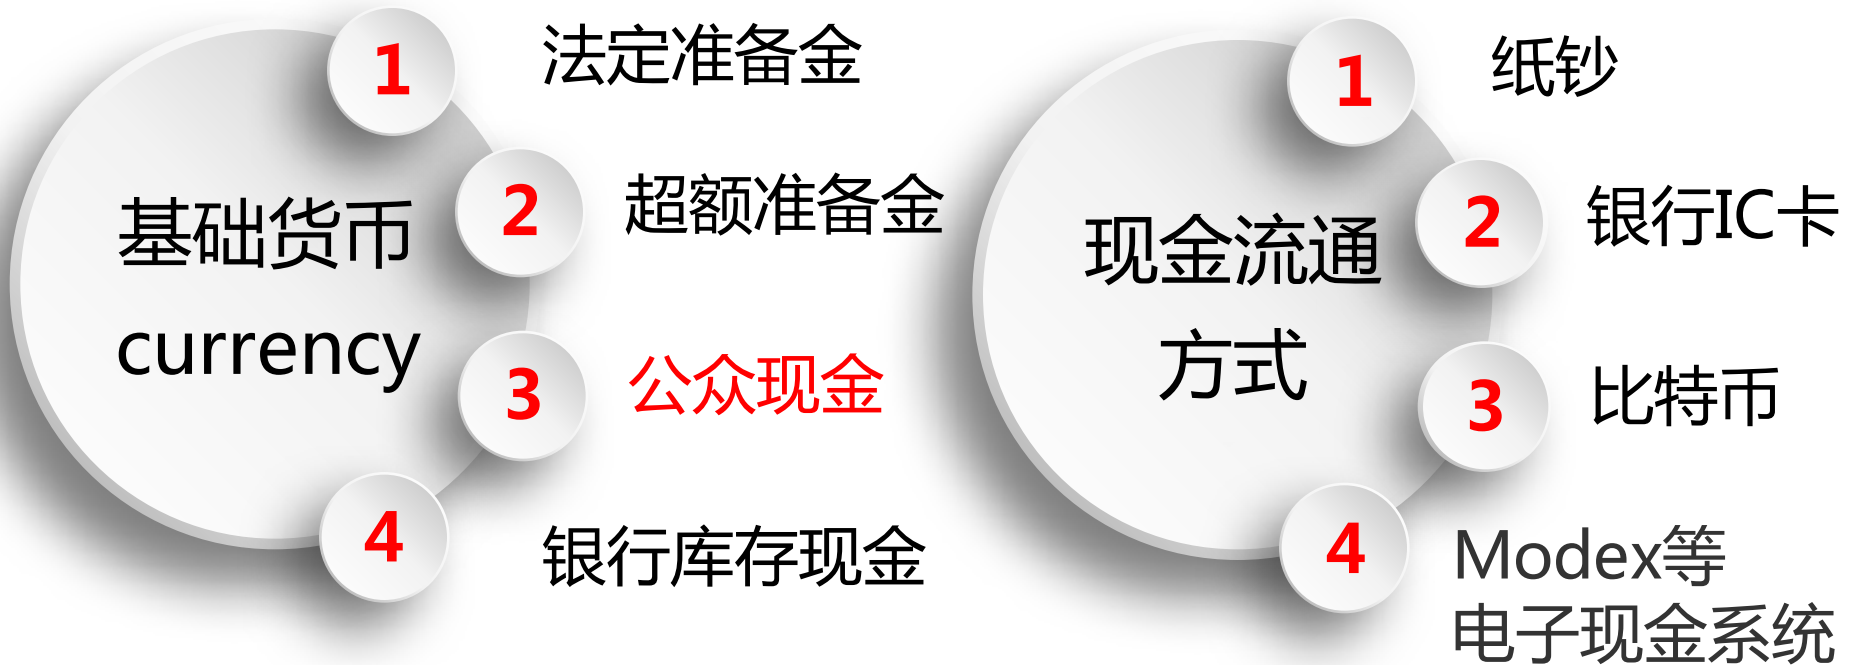 基础货币
currency
1
法定准备金
2
超额准备金
3
公众现金
4
银行库存现金
现金流通
方式
1
纸钞
2
银行IC卡
3
比特币
4
Modex等
电子现金系统